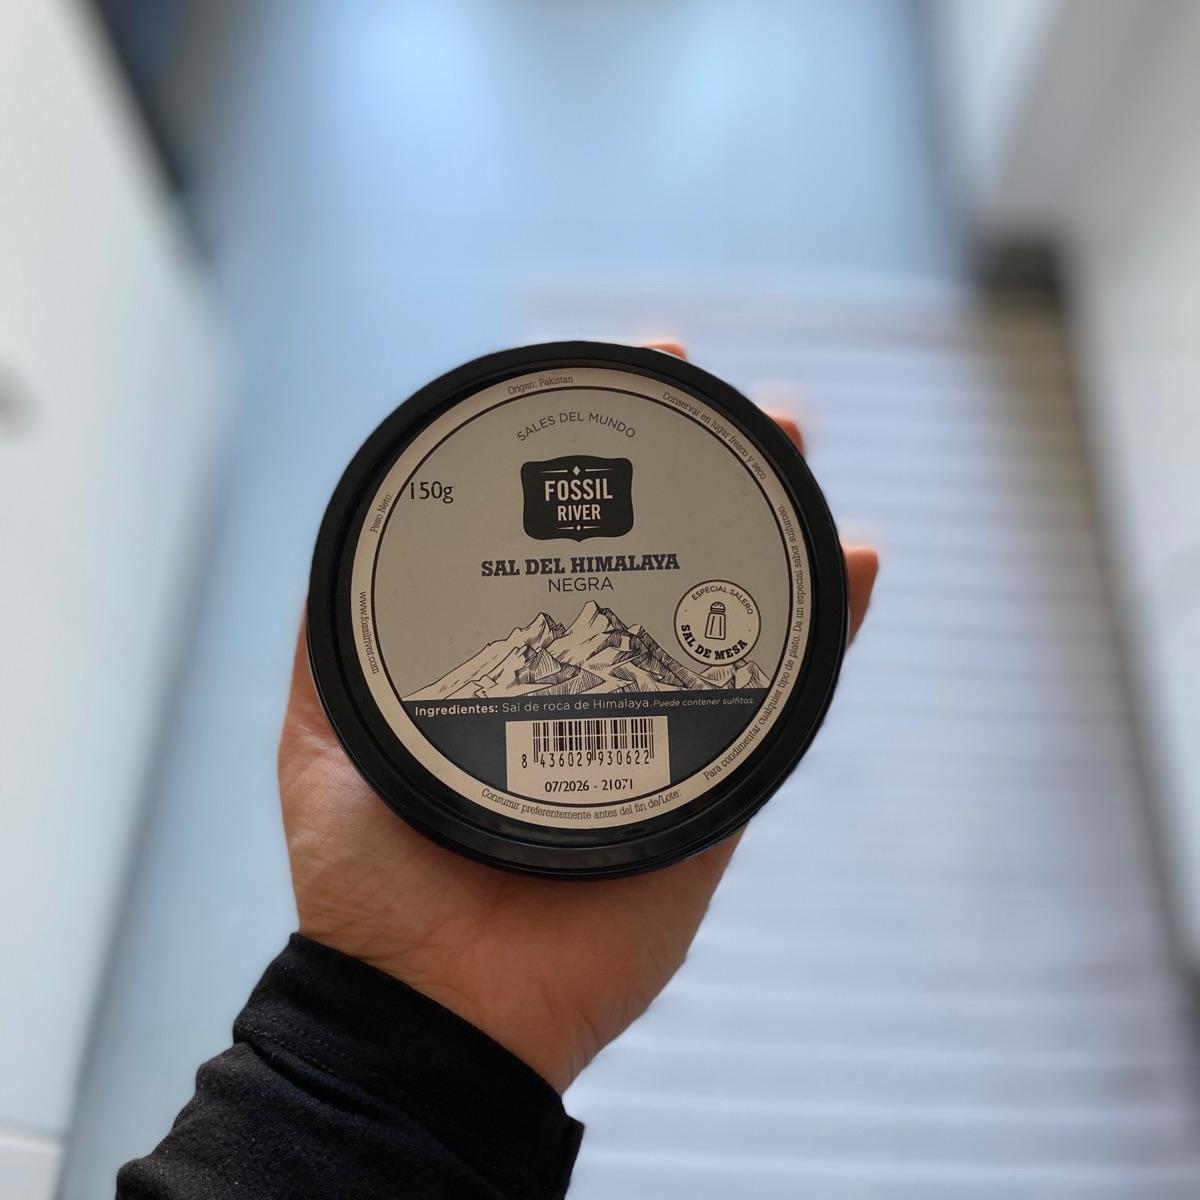 Origen: Pakistan
Conservar en lugar fresco y seco
SALES DEL MUNDO
Peso Neto:
150g
FOSSIL
RIVER
SAL DEL HIMALAYA
NEGRA
ESPECIAL SALERO
SAL DE MESA
www.fossilriver.com
Para condimentar cualquier tipo de plato. Da un especial sabor sulfuroso.
Ingredientes: Sal de roca de Himalaya. Puede contener sulfitos.
8 436029 930622
07/2026 - 21071
Consumir preferentemente antes del fin de/Lote: